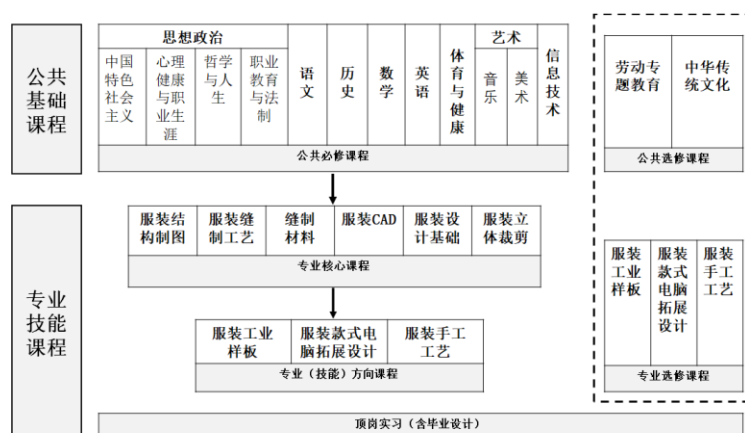 公共
基础
课程
思想政治
中国
特色
社会
主义
心理
健康
与职
业生
涯
哲学
与人
生
职业
教育
与法
制
语
文
历
史
数
学
英
语
体
育
与
健
康
艺术
音
乐
美
术
信
息
技
术
公共必修课程
劳动专
题教育
中华传
统文化
公共选修课程
专业
技能
课程
服装结
构制图
服装缝
制工艺
缝制
材料
服装CAD
服装设
计基础
服装立
体裁剪
专业核心课程
服装工业
样板
服装款式电
脑拓展设计
服装手工
工艺
专业（技能）方向课程
服装
工业
样板
服装
款式
电脑
拓展
设计
服装
手工
工艺
专业选修课程
顶岗实习（含毕业设计）